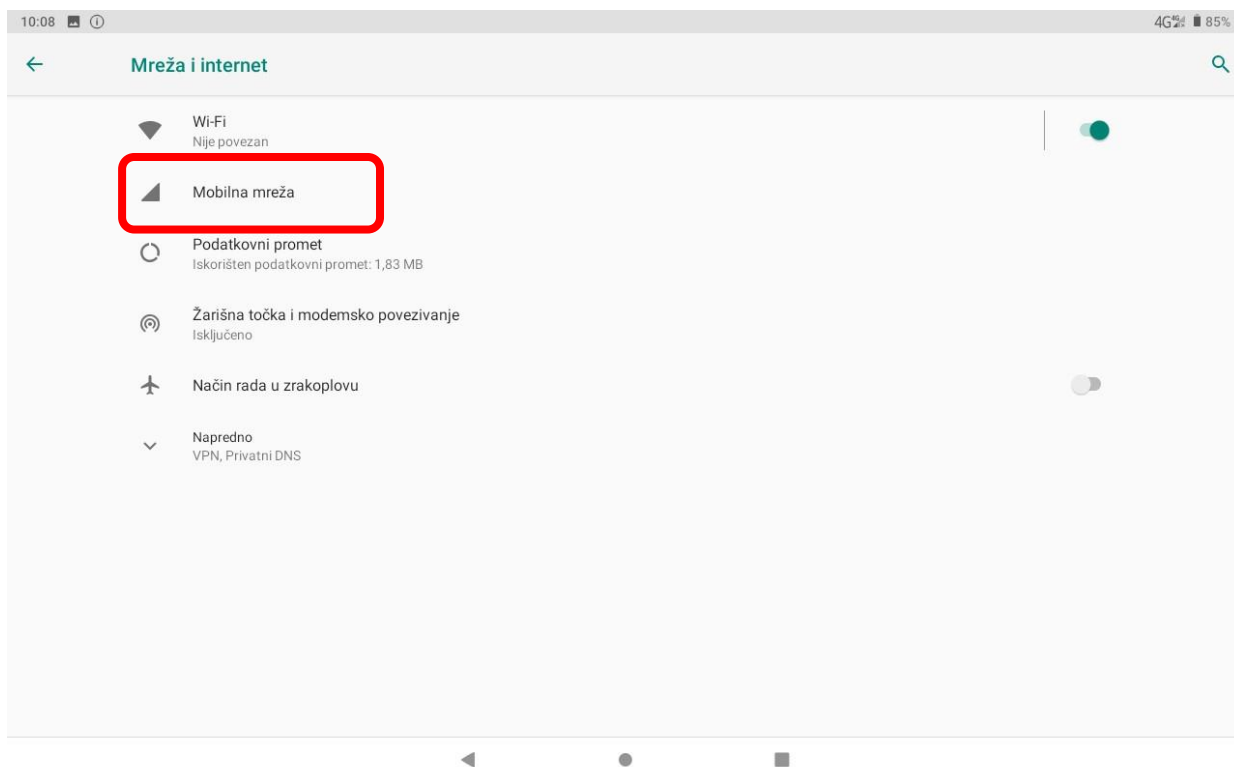 10:08
4G 85%
Mreža i internet
Wi-Fi
Nije povezan
Mobilna mreža
Podatkovni promet
Iskorišten podatkovni promet: 1,83 MB
Žarišna točka i modemsko povezivanje
Isključeno
Način rada u zrakoplovu
Napredno
VPN, Privatni DNS